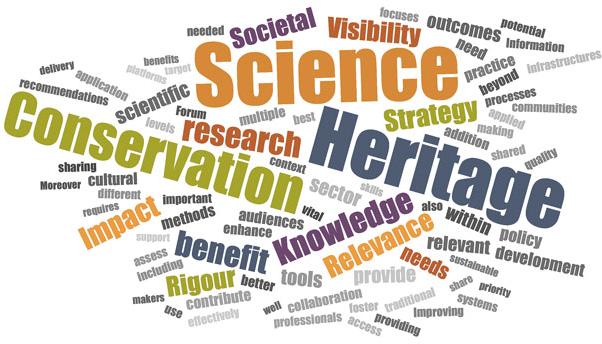 needed
Societal
focuses
Visibility
outcomes
potential
Information
need
delivery
benefits
platforms
target
Science
practice
infrastructures
application
recommendations
scientific
beyond
processes
Forum
multiple
best
Strategy
applied
communities
Conservation
levels
research
Heritage
addition
making
shared
quality
sharing
context
Moreover
cultural
different
sector
skills
requires
Impact
important
methods
audiences
vital
enhance
Knowledge
also
within
policy
support
benefit
Relevance
relevant
development
assess
including
needs
sustainable
Rigour
better
tools
provide
share
priority
makers
contribute
use
effectively
well
collaboration
foster
traditional
systems
professionals
access
providing
Improving